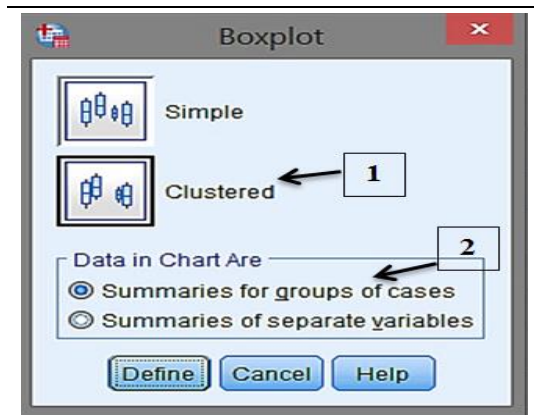 Boxplot
Simple
Clustered
1
Data in Chart Are
2
Summaries for groups of cases
Summaries of separate variables
Define Cancel Help